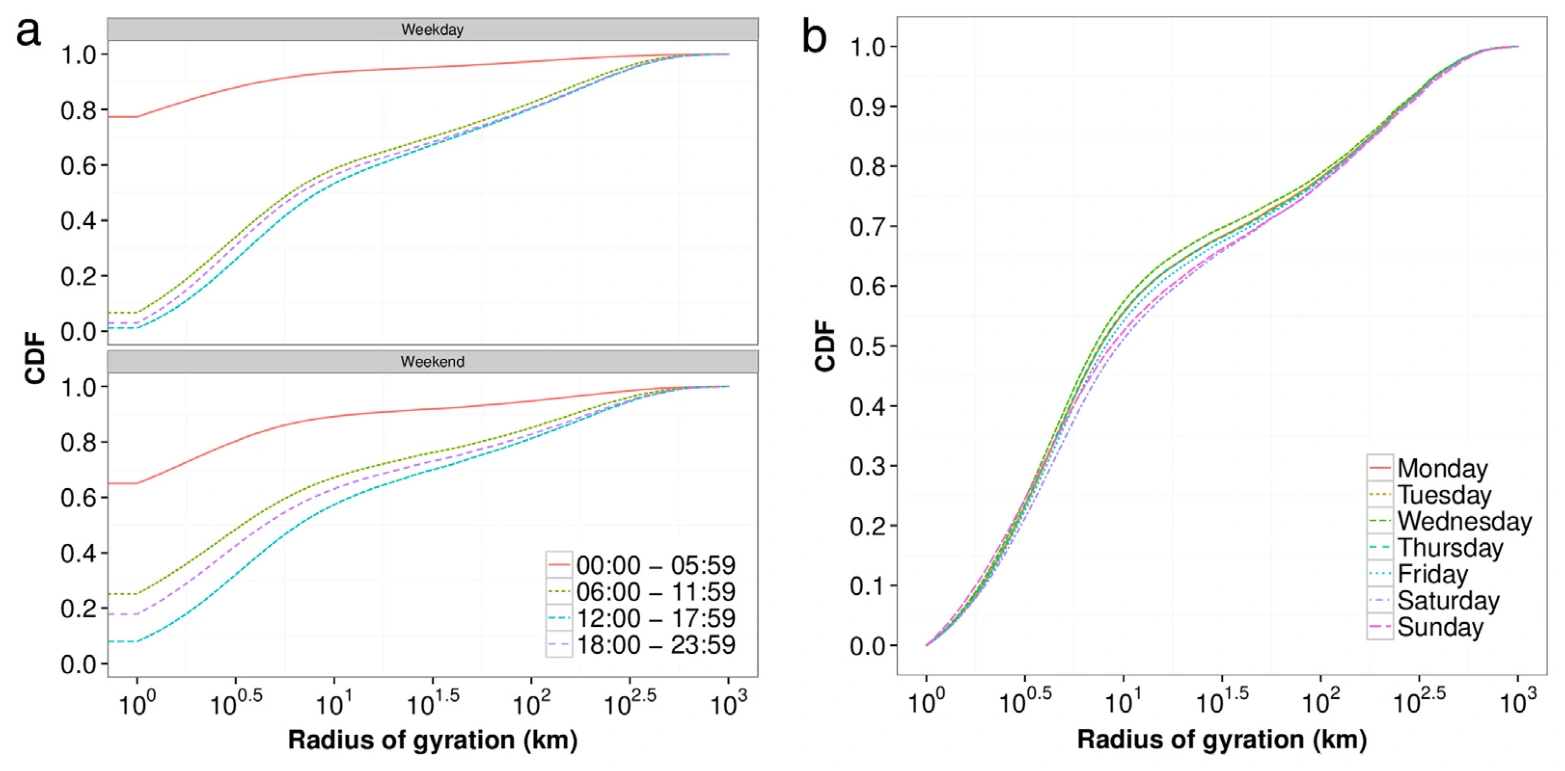 a
Weekday
1.0
0.8
0.6
0.4
0.2
0.0
CDF
Weekend
1.0
0.8
0.6
0.4
0.2
0.0
00:00 – 05:59
06:00 – 11:59
12:00 – 17:59
18:00 – 23:59
10^0 10^0.5 10^1 10^1.5 10^2 10^2.5 10^3
Radius of gyration (km)
b
1.0
0.9
0.8
0.7
0.6
0.5
0.4
0.3
0.2
0.1
0.0
CDF
Monday
Tuesday
Wednesday
Thursday
Friday
Saturday
Sunday
10^0 10^0.5 10^1 10^1.5 10^2 10^2.5 10^3
Radius of gyration (km)